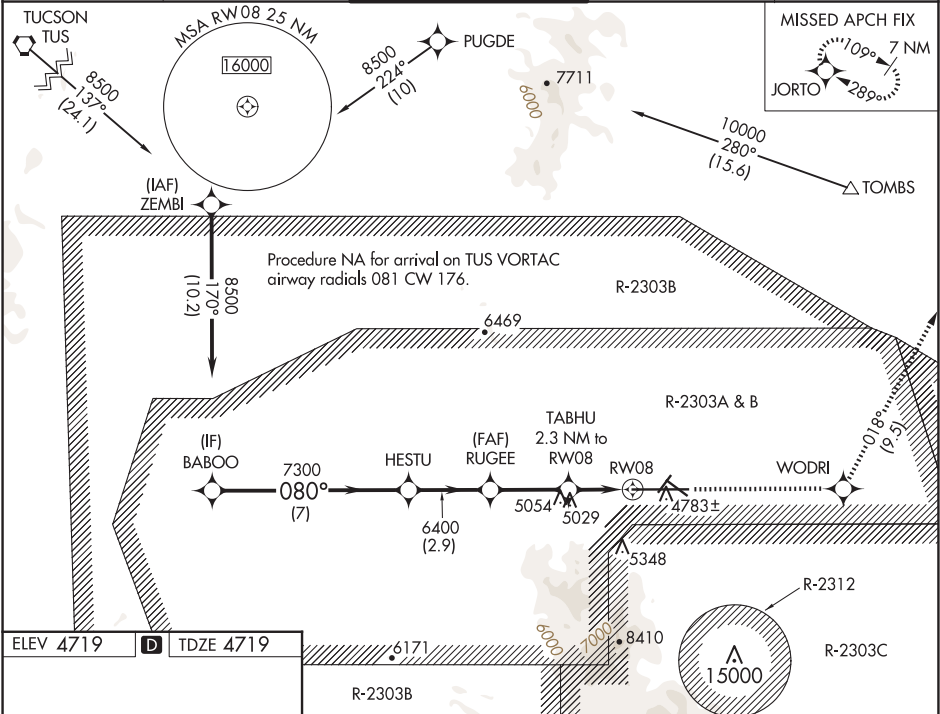 TUCSON
TUS
8500
137°
(24.1)
MSA RW08 25 NM
16000
8500
224°
(10)
PUGDE
7711
6000
MISSED APCH FIX
109°
7 NM
JORTO
289°
10000
280°
(15.6)
TOMBS
(IAF)
ZEMBI
8500
170°
(10.2)
Procedure NA for arrival on TUS VORTAC
airway radials 081 CW 176.
R-2303B
6469
R-2303A & B
(IF)
BABOO
7300
080°
(7)
HESTU
6400
(2.9)
(FAF)
RUGEE
TABHU
2.3 NM to
RW08
5054
5029
RW08
4783±
WODRI
018°
(9.5)
5348
R-2312
15000
R-2303C
6000
7000
8410
6171
R-2303B
ELEV 4719
D
TDZE 4719